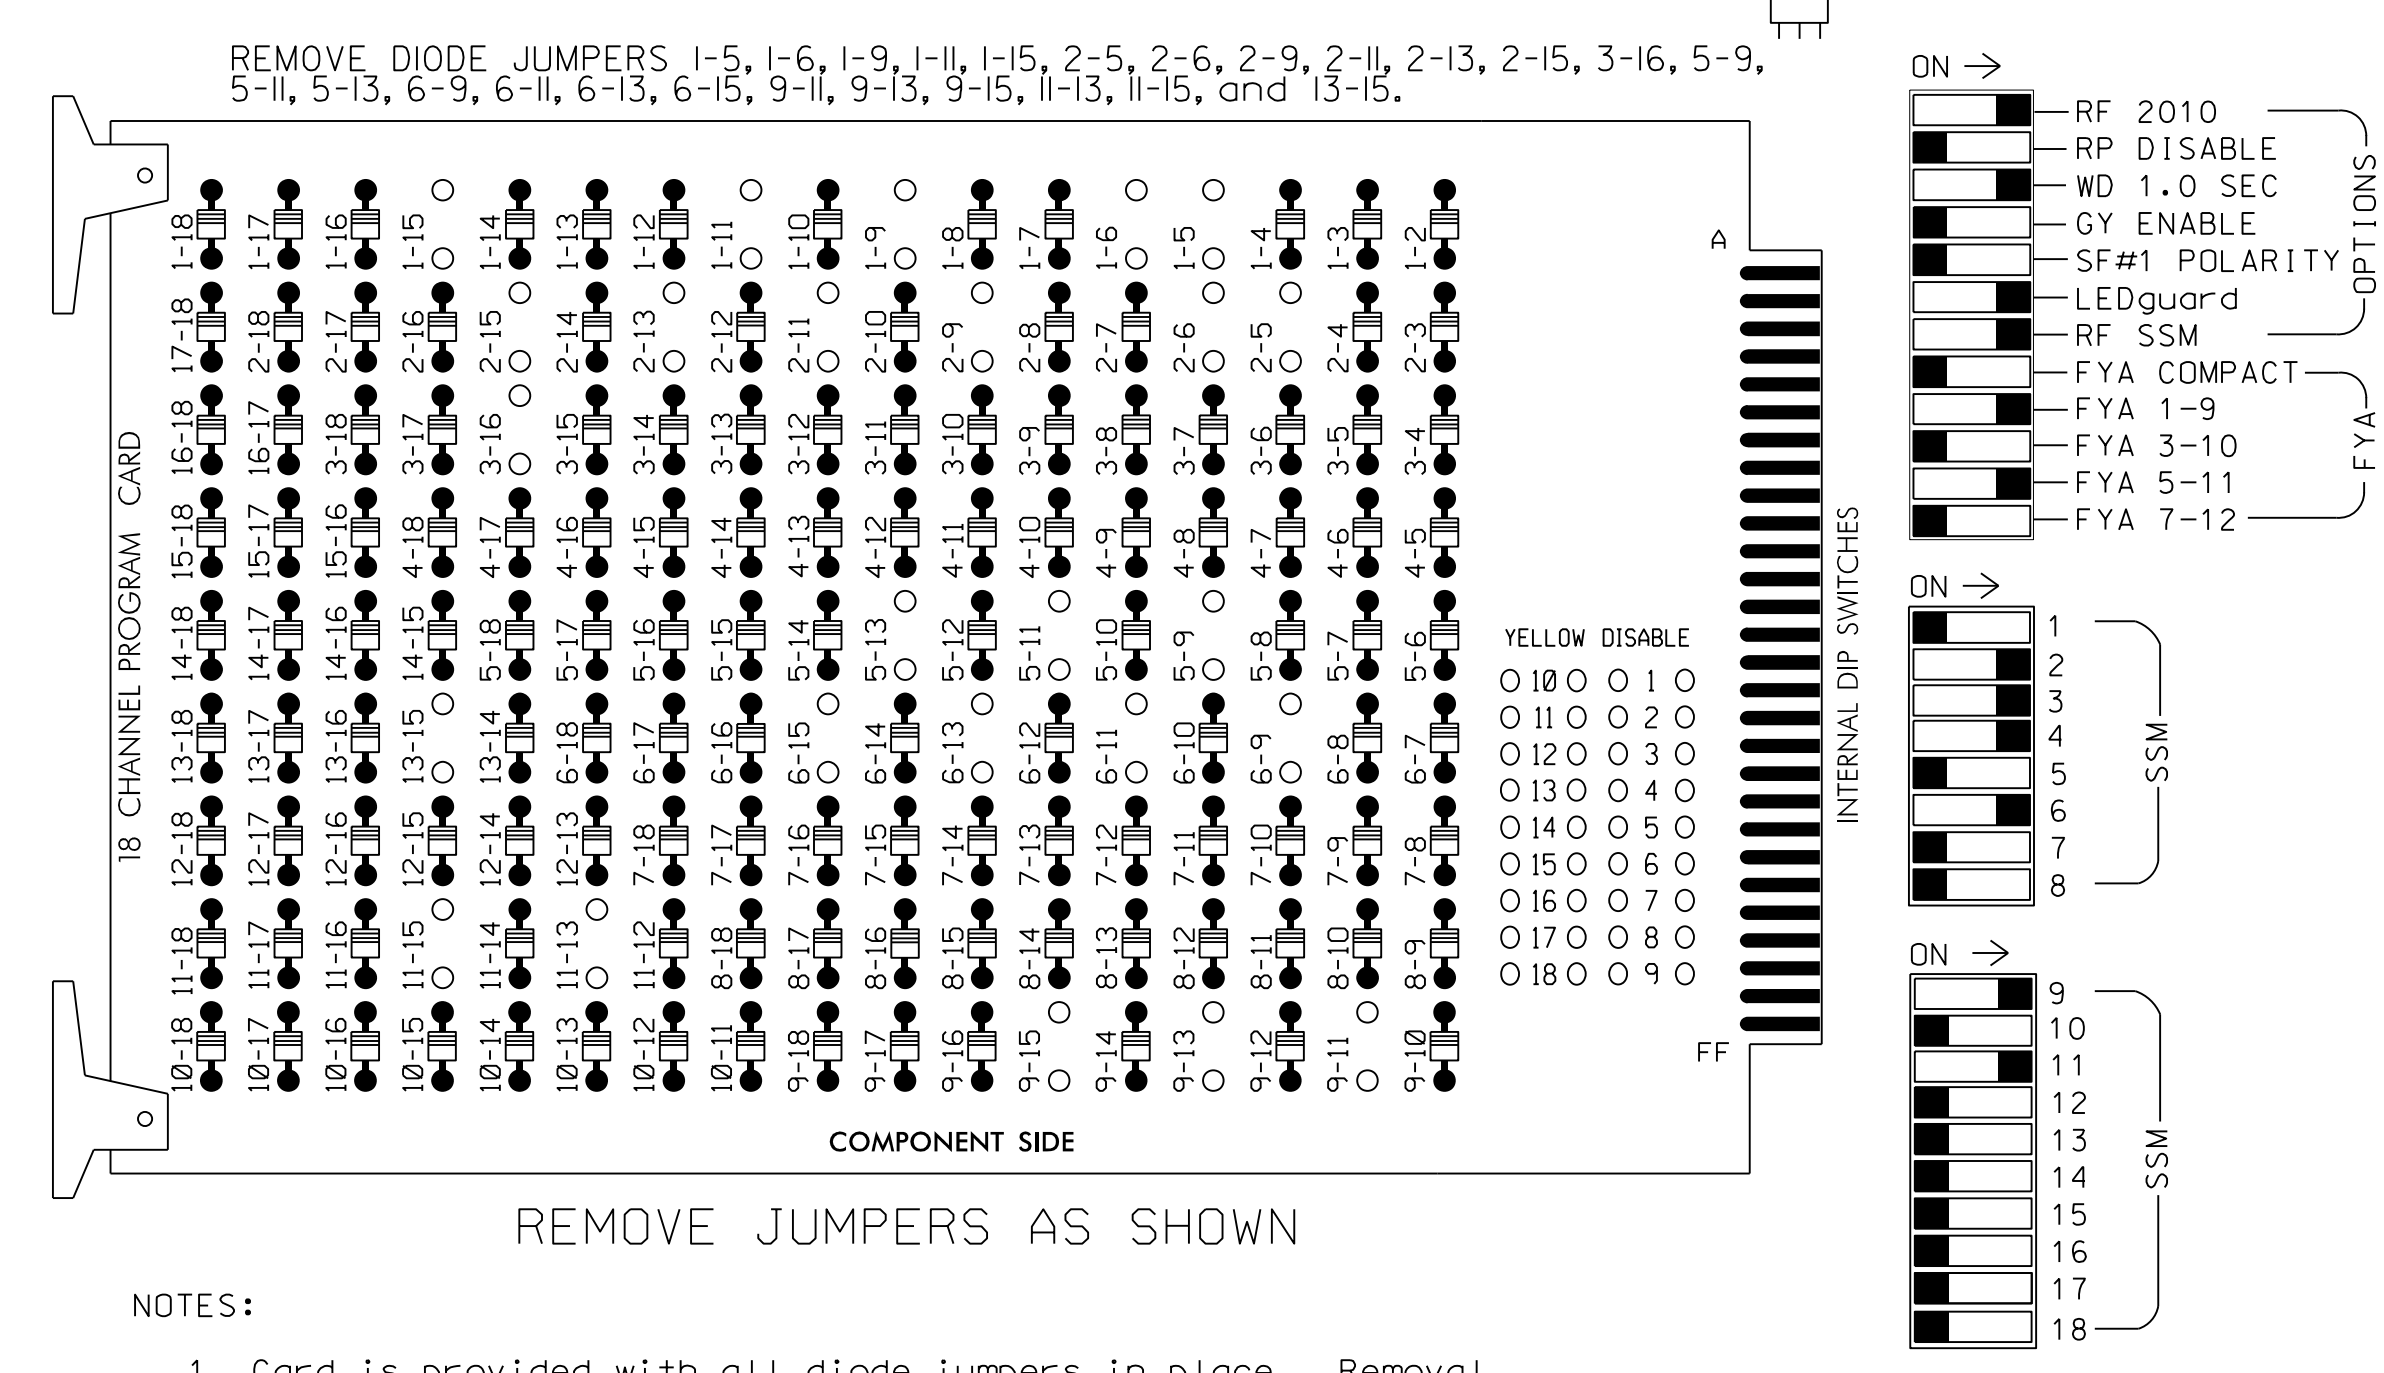 REMOVE DIODE JUMPERS 1-5, 1-6, 1-9, 1-11, 1-15, 2-5, 2-6, 2-9, 2-11, 2-13, 2-15, 3-16, 5-9,
5-11, 5-13, 6-9, 6-11, 6-13, 6-15, 9-11, 9-13, 9-15, 11-13, 11-15, and 13-15.
18 CHANNEL PROGRAM CARD
1-18 1-17 1-16 1-15 1-14 1-13 1-12 1-11 1-10 1-9 1-8 1-7 1-6 1-5 1-4 1-3 1-2
17-18 2-18 2-17 2-16 2-15 2-14 2-13 2-12 2-11 2-10 2-9 2-8 2-7 2-6 2-5 2-4 2-3
16-18 16-17 3-18 3-17 3-16 3-15 3-14 3-13 3-12 3-11 3-10 3-9 3-8 3-7 3-6 3-5 3-4
15-18 15-17 15-16 4-18 4-17 4-16 4-15 4-14 4-13 4-12 4-11 4-10 4-9 4-8 4-7 4-6 4-5
14-18 14-17 14-16 14-15 5-18 5-17 5-16 5-15 5-14 5-13 5-12 5-11 5-10 5-9 5-8 5-7 5-6
13-18 13-17 13-16 13-15 13-14 6-18 6-17 6-16 6-15 6-14 6-13 6-12 6-11 6-10 6-9 6-8 6-7
12-18 12-17 12-16 12-15 12-14 12-13 7-18 7-17 7-16 7-15 7-14 7-13 7-12 7-11 7-10 7-9 7-8
11-18 11-17 11-16 11-15 11-14 11-13 11-12 8-18 8-17 8-16 8-15 8-14 8-13 8-12 8-11 8-10 8-9
10-18 10-17 10-16 10-15 10-14 10-13 10-12 10-11 9-18 9-17 9-16 9-15 9-14 9-13 9-12 9-11 9-10
A
YELLOW DISABLE
10 1
11 2
12 3
13 4
14 5
15 6
16 7
17 8
18 9
FF
COMPONENT SIDE
INTERNAL DIP SWITCHES
ON
RF 2010
RP DISABLE
WD 1.0 SEC
GY ENABLE
SF#1 POLARITY
LEDguard
RF SSM
OPTIONS
FYA COMPACT
FYA 1-9
FYA 3-10
FYA 5-11
FYA 7-12
FYA
ON
1
2
3
4
5
6
7
8
SSM
ON
9
10
11
12
13
14
15
16
17
18
SSM
REMOVE JUMPERS AS SHOWN
NOTES:
1. Card is provided with all diode jumpers in place. Removal